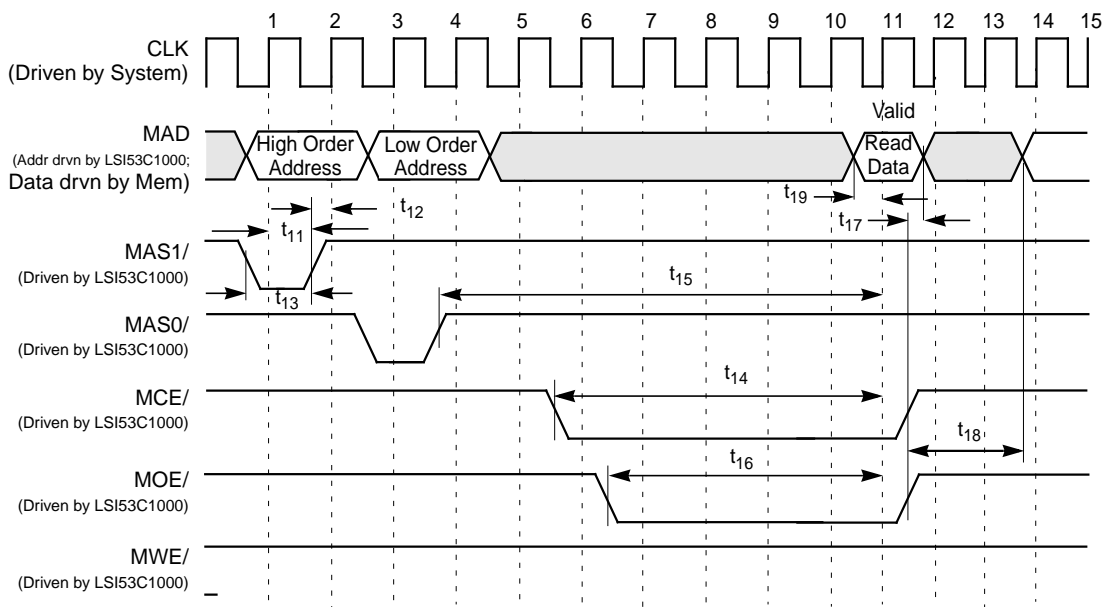 1 2 3 4 5 6 7 8 9 10 11 12 13 14 15
CLK
(Driven by System)
Valid
MAD
(Addr drvn by LSI53C1000;
Data drvn by Mem)
High Order
Address
Low Order
Address
Read
Data
t19
t12
t17
t11
MAS1/
(Driven by LSI53C1000)
t15
t13
MAS0/
(Driven by LSI53C1000)
t14
MCE/
(Driven by LSI53C1000)
t18
t16
MOE/
(Driven by LSI53C1000)
MWE/
(Driven by LSI53C1000)